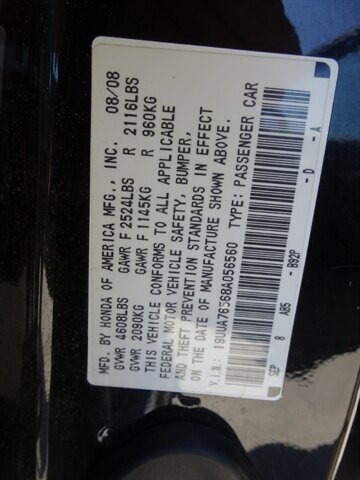 MFD. BY HONDA OF AMERICA MFG., INC. 08/08
GVWR 4608LBS GAWR F 2524LBS R 2116LBS
GVWR 2090KG GAWR F 1145KG R 960KG
THIS VEHICLE CONFORMS TO ALL APPLICABLE
FEDERAL MOTOR VEHICLE SAFETY, BUMPER,
AND THEFT PREVENTION STANDARDS IN EFFECT
ON THE DATE OF MANUFACTURE SHOWN ABOVE.
V.I.N.: 19UUA76568A056560 TYPE: PASSENGER CAR
SEP 8 AB5 - B92P - D - A